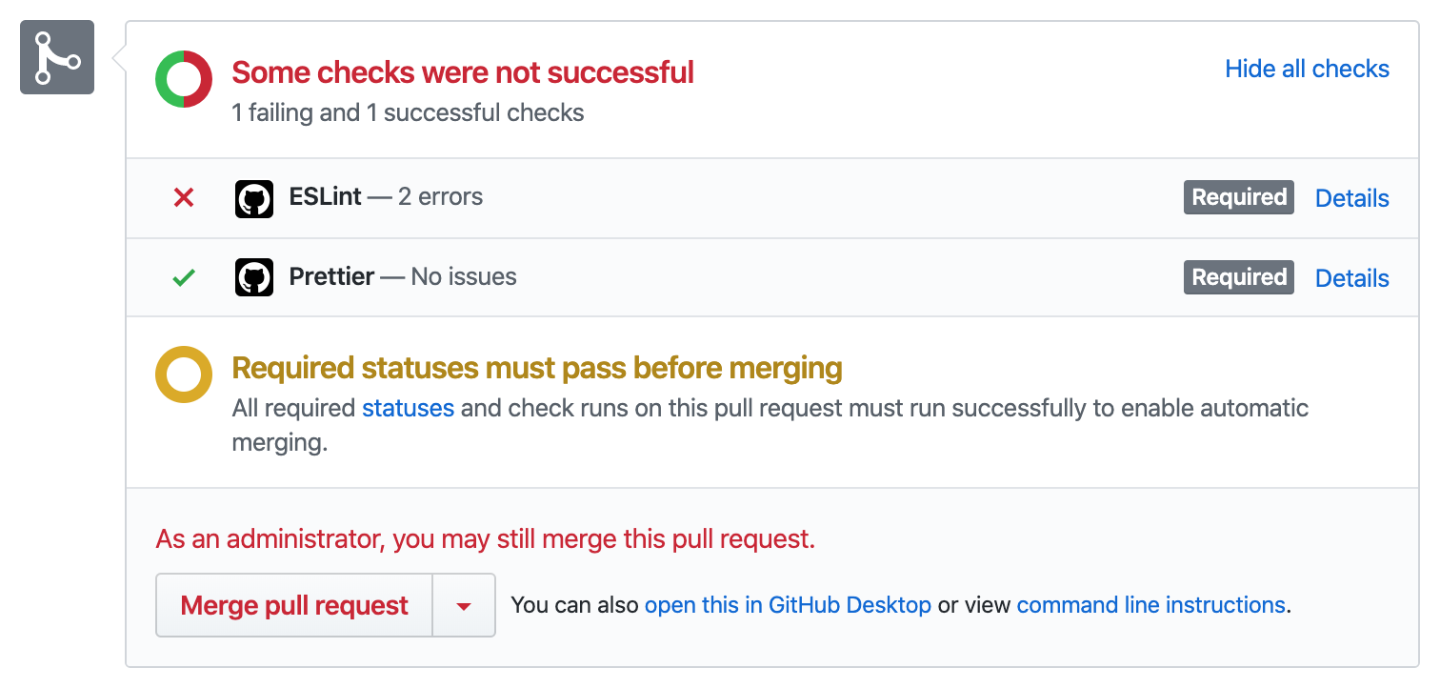 Some checks were not successful
Hide all checks
1 failing and 1 successful checks
ESLint — 2 errors
Required
Details
Prettier — No issues
Required
Details
Required statuses must pass before merging
All required statuses and check runs on this pull request must run successfully to enable automatic
merging.
As an administrator, you may still merge this pull request.
Merge pull request
You can also open this in GitHub Desktop or view command line instructions.